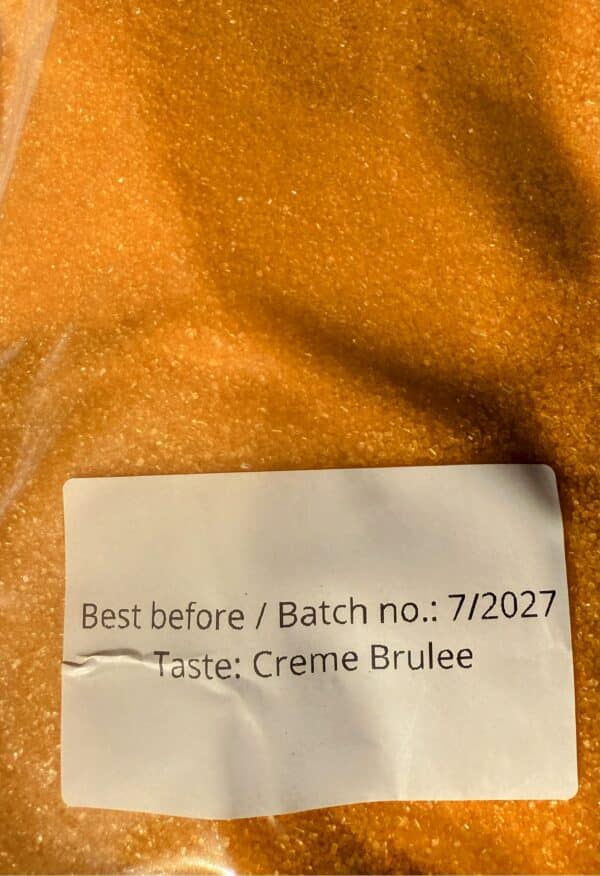 Best before / Batch no.: 7/2027
Taste: Creme Brulee